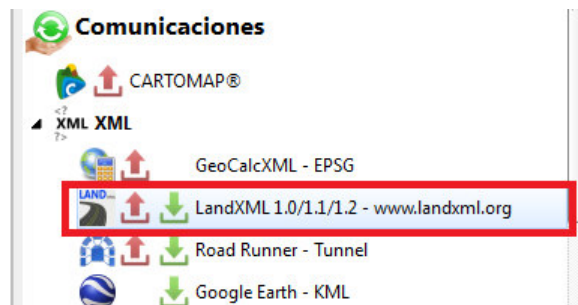 Comunicaciones
CARTOMAP®
<?
XML XML
?>
GeoCalcXML - EPSG
LAND...
LandXML 1.0/1.1/1.2 - www.landxml.org
Road Runner - Tunnel
Google Earth - KML